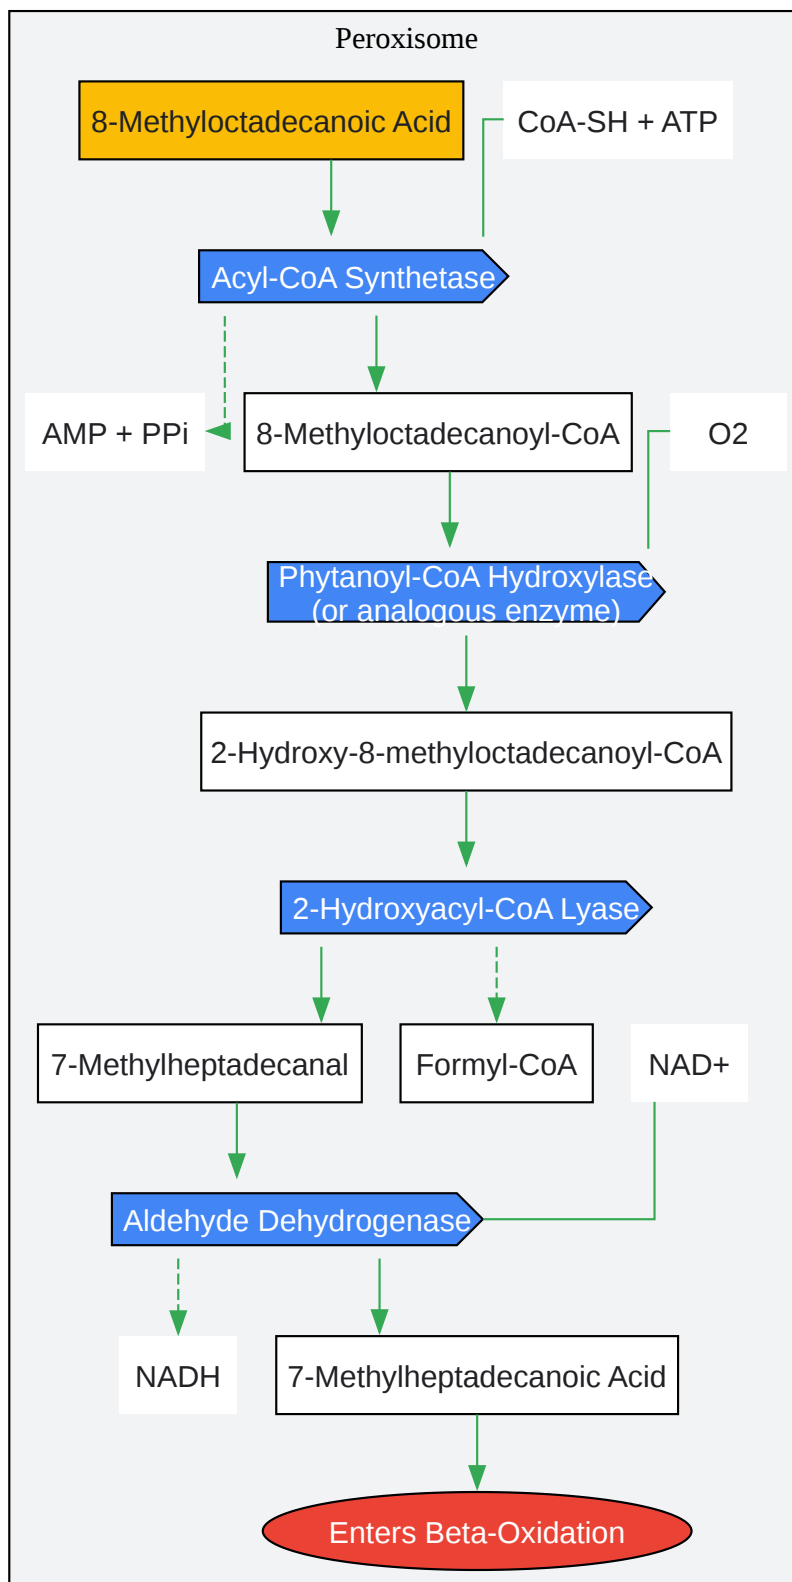 Peroxisome
8-Methyloctadecanoic Acid
CoA-SH + ATP
Acyl-CoA Synthetase
AMP + PPi
8-Methyloctadecanoyl-CoA
O2
Phytanoyl-CoA Hydroxylase
(or analogous enzyme)
2-Hydroxy-8-methyloctadecanoyl-CoA
2-Hydroxyacyl-CoA Lyase
7-Methylheptadecanal
Formyl-CoA
NAD+
Aldehyde Dehydrogenase
NADH
7-Methylheptadecanoic Acid
Enters Beta-Oxidation